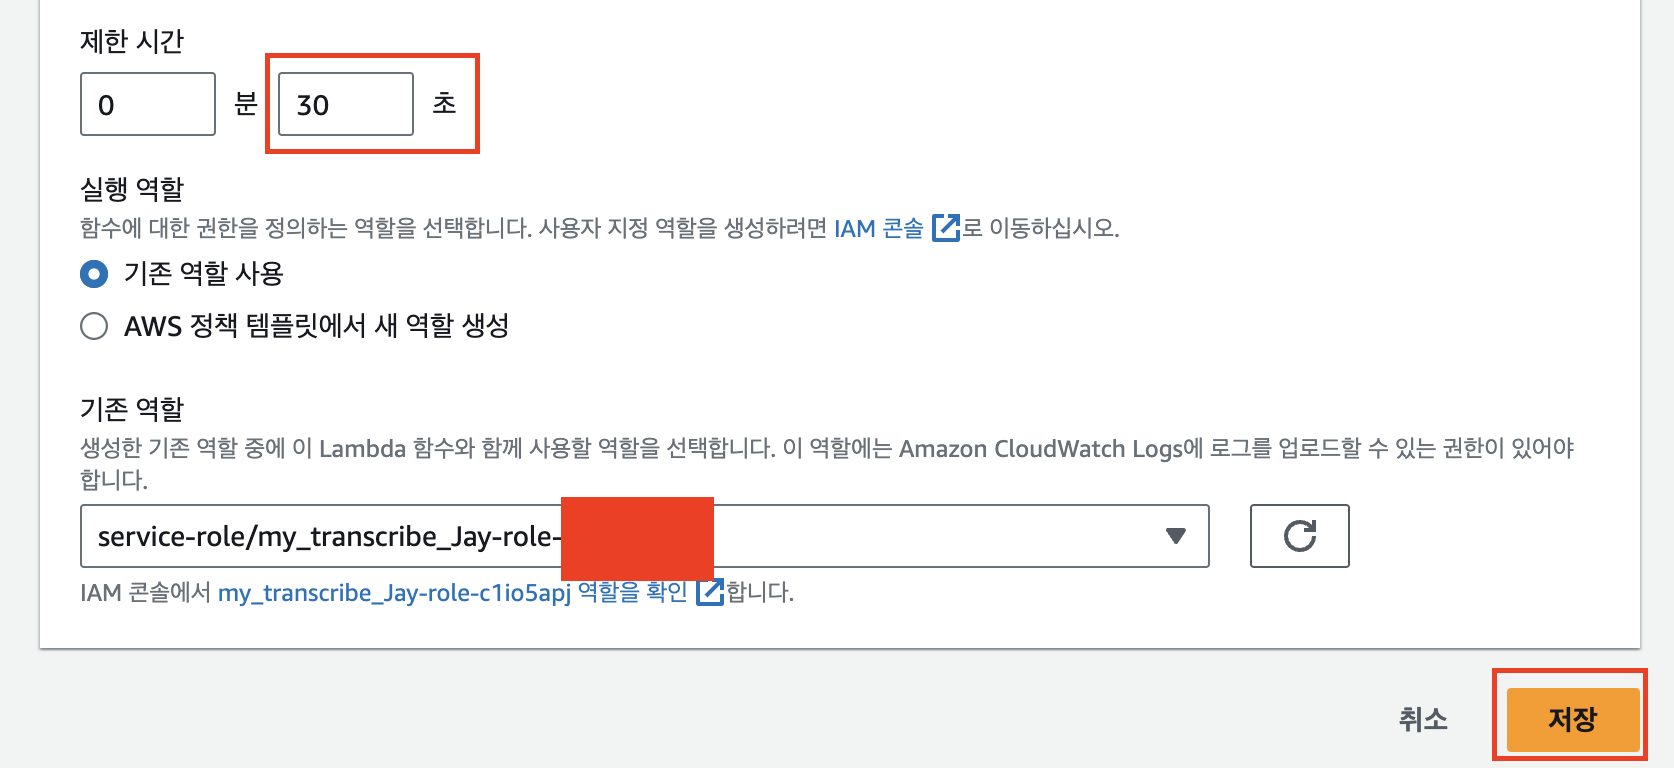 제한 시간
0 분 30 초
실행 역할
함수에 대한 권한을 정의하는 역할을 선택합니다. 사용자 지정 역할을 생성하려면 IAM 콘솔 로 이동하십시오.
기존 역할 사용
AWS 정책 템플릿에서 새 역할 생성
기존 역할
생성한 기존 역할 중에 이 Lambda 함수와 함께 사용할 역할을 선택합니다. 이 역할에는 Amazon CloudWatch Logs에 로그를 업로드할 수 있는 권한이 있어야
합니다.
service-role/my_transcribe_Jay-role-
IAM 콘솔에서 my_transcribe_Jay-role-c1io5apj 역할을 확인 합니다.
취소 저장